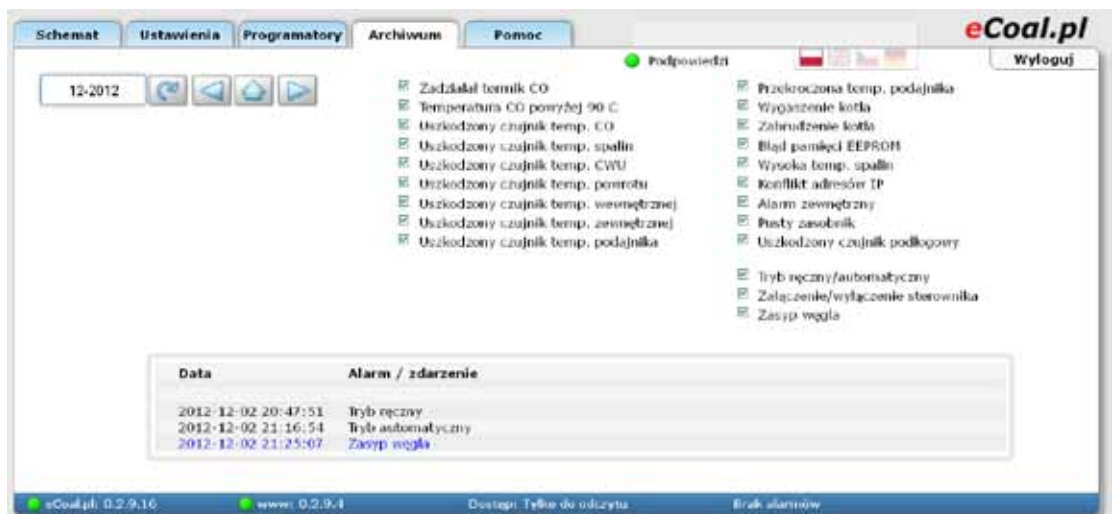 Schemat Ustawienia Programatory Archiwum Pomoc eCoal.pl
Podpowiedzi Wyloguj
12-2012
Zadziałał termik CO
Temperatura CO powyżej 90 C
Uszkodzony czujnik temp. CO
Uszkodzony czujnik temp. spalin
Uszkodzony czujnik temp. CWU
Uszkodzony czujnik temp. powrotu
Uszkodzony czujnik temp. wewnętrznej
Uszkodzony czujnik temp. zewnętrznej
Uszkodzony czujnik temp. podajnika
Przekroczona temp. podajnika
Wygaszenie kotła
Zabrudzenie kotła
Błąd pamięci EEPROM
Wysoka temp. spalin
Konflikt adresów IP
Alarm zewnętrzny
Pusty zasobnik
Uszkodzony czujnik podłogowy
Tryb ręczny/automatyczny
Załączenie/wyłączenie sterownika
Zasyp węgla
Data Alarm / zdarzenie
2012-12-02 20:47:51 Tryb ręczny
2012-12-02 21:16:54 Tryb automatyczny
2012-12-02 21:25:07 Zasyp węgla
eCoal.pl: 0.2.9.16 www: 0.2.9.4 Dostęp: Tylko do odczytu Brak alarmów